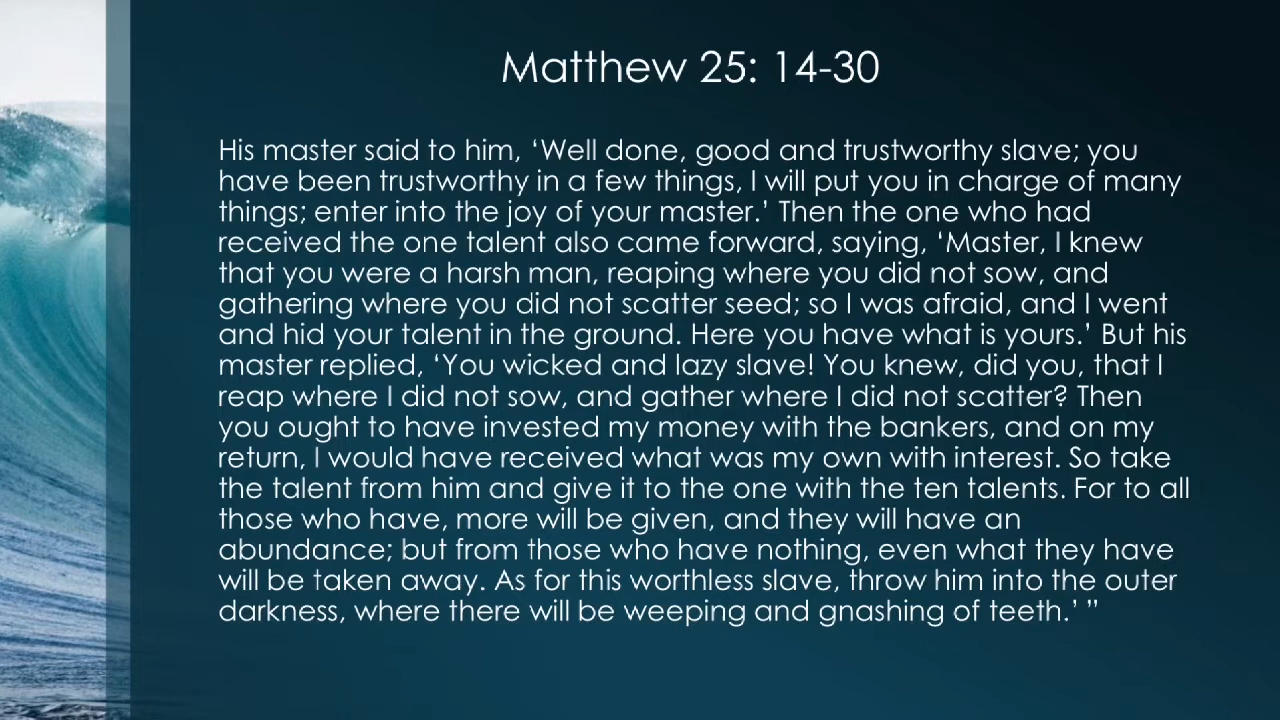 Matthew 25: 14-30
His master said to him, ‘Well done, good and trustworthy slave; you
have been trustworthy in a few things, I will put you in charge of many
things; enter into the joy of your master.’ Then the one who had
received the one talent also came forward, saying, ‘Master, I knew
that you were a harsh man, reaping where you did not sow, and
gathering where you did not scatter seed; so I was afraid, and I went
and hid your talent in the ground. Here you have what is yours.’ But his
master replied, ‘You wicked and lazy slave! You knew, did you, that I
reap where I did not sow, and gather where I did not scatter? Then
you ought to have invested my money with the bankers, and on my
return, I would have received what was my own with interest. So take
the talent from him and give it to the one with the ten talents. For to all
those who have, more will be given, and they will have an
abundance; but from those who have nothing, even what they have
will be taken away. As for this worthless slave, throw him into the outer
darkness, where there will be weeping and gnashing of teeth.’ ”